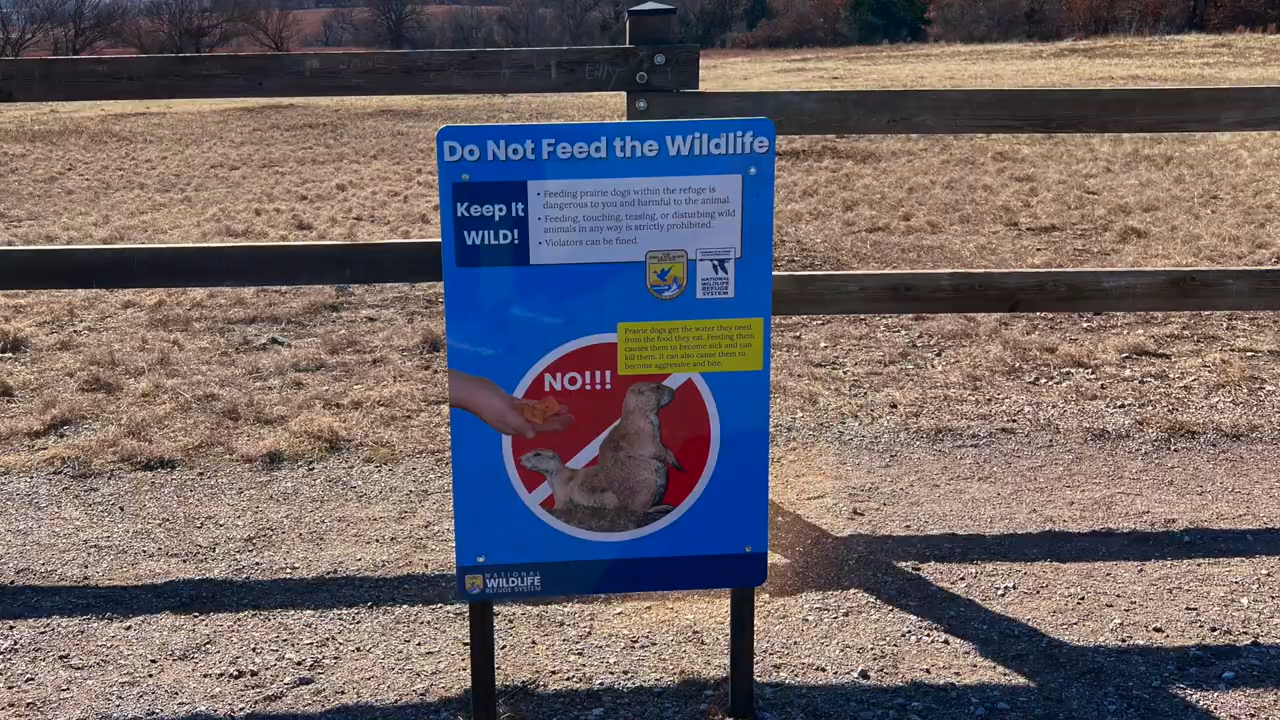 Elly
Do Not Feed the Wildlife
Keep It
WILD!
• Feeding prairie dogs within the refuge is
dangerous to you and harmful to the animal.
• Feeding, touching, teasing, or disturbing wild
animals in any way is strictly prohibited.
• Violators can be fined.
U.S.
FISH & WILDLIFE
SERVICE
NATIONAL
WILDLIFE
REFUGE
SYSTEM
Prairie dogs get the water they need
from the food they eat. Feeding them
causes them to become sick and can
kill them. It can also cause them to
become aggressive and bite.
NO!!!
NATIONAL
WILDLIFE
REFUGE SYSTEM